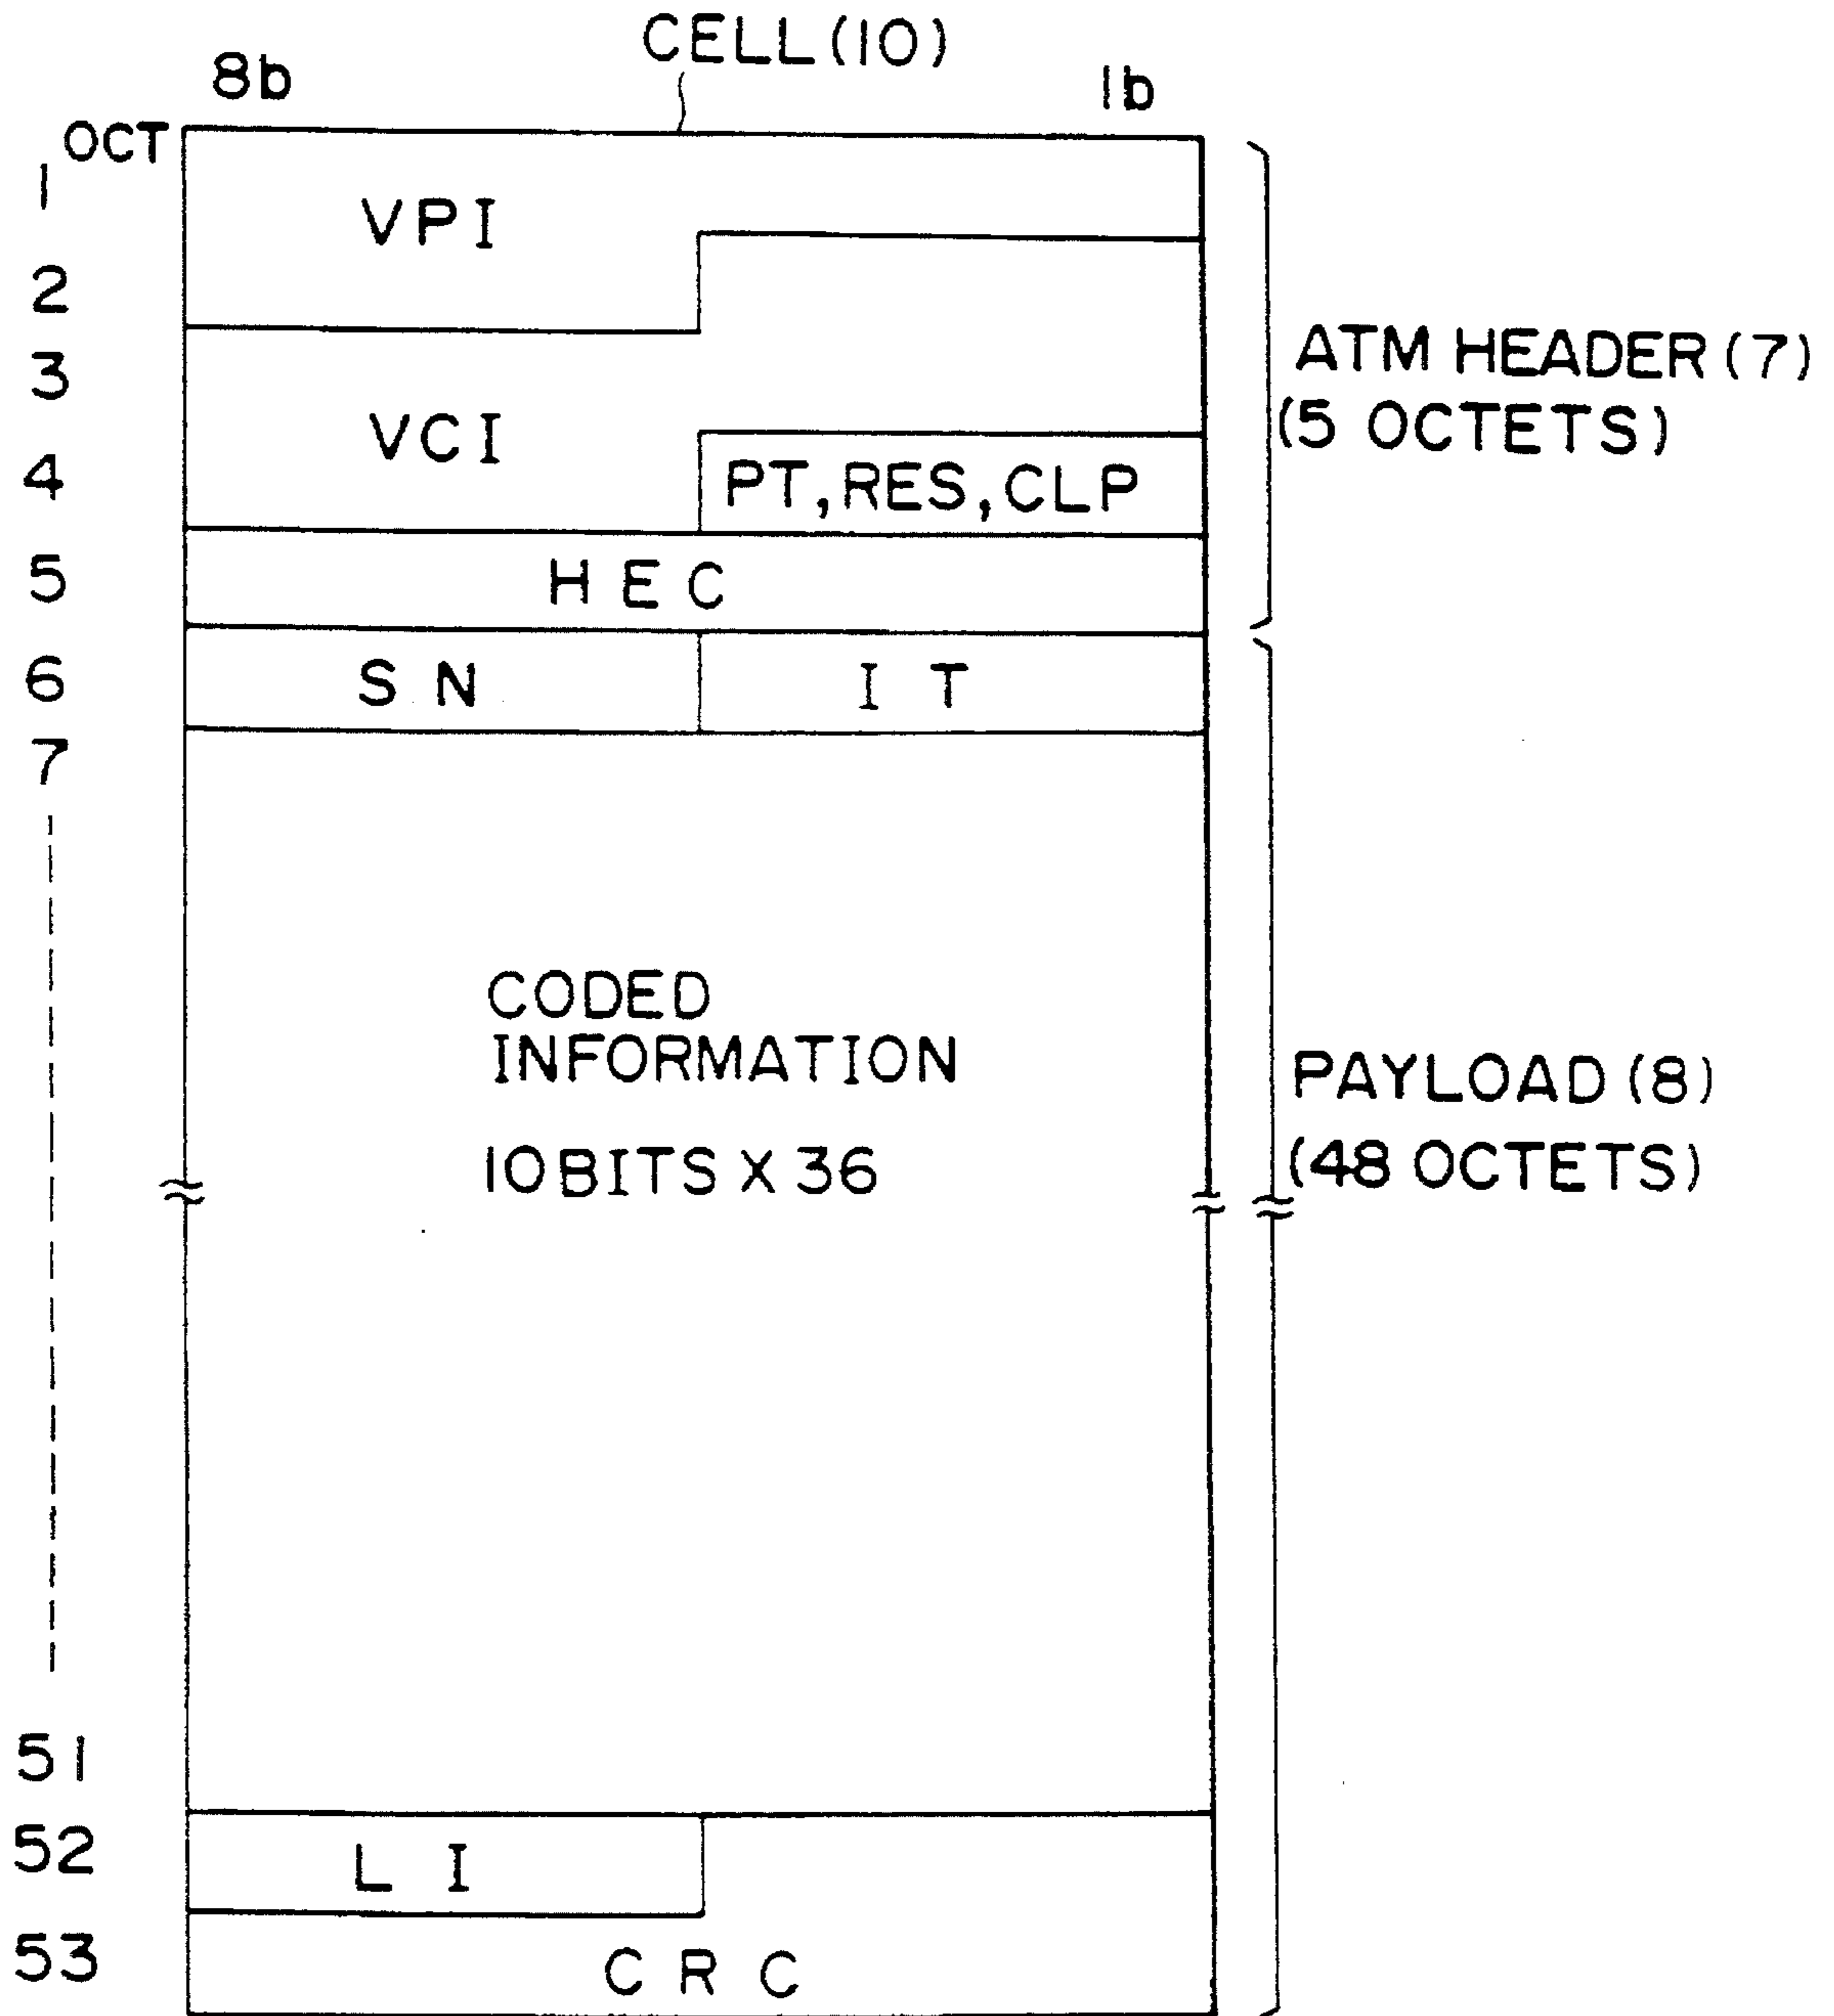 CELL(10)
8b
1b
OCT
1
VPI
2
3
ATM HEADER (7)
(5 OCTETS)
VCI
4
PT, RES, CLP
5
HEC
6
SN
IT
7
CODED
INFORMATION
PAYLOAD (8)
10BITS X 36
(48 OCTETS)
51
52
LI
53
CRC